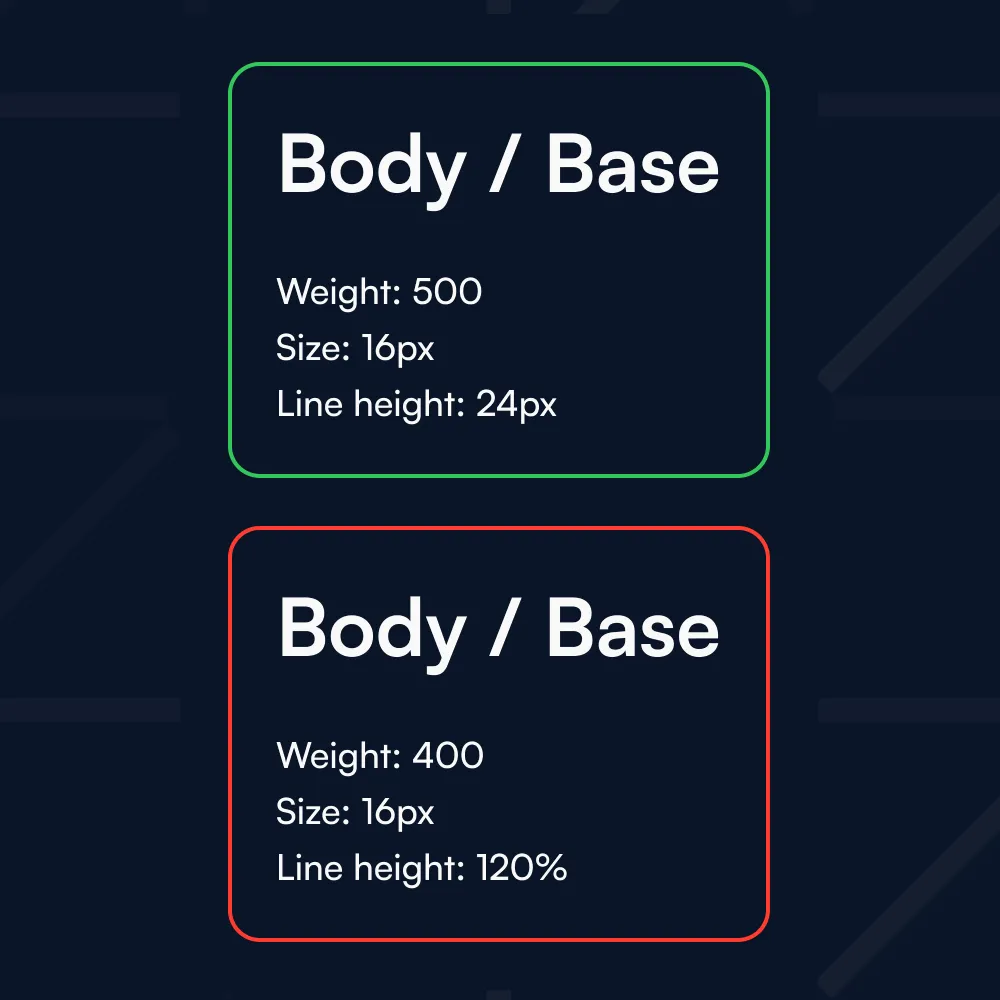 Body / Base
Weight: 500
Size: 16px
Line height: 24px
Body / Base
Weight: 400
Size: 16px
Line height: 120%